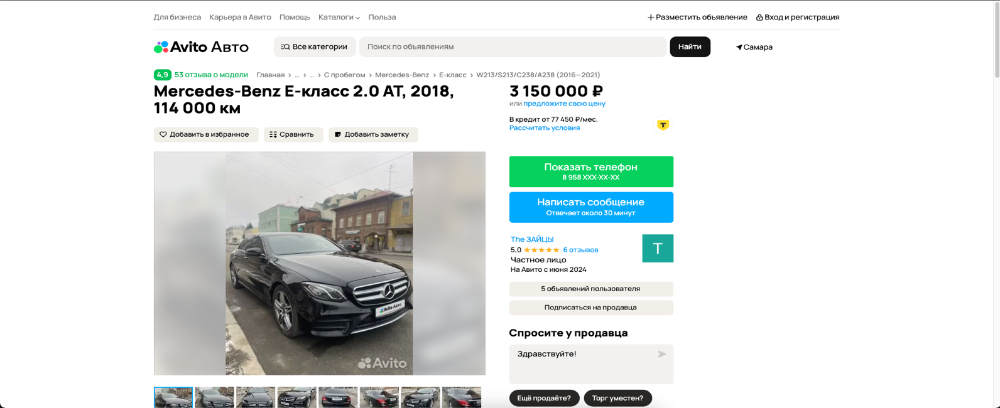 Для бизнеса Карьера в Авито Помощь Каталоги Польза
Разместить объявление Вход и регистрация
Avito Авто
Все категории
Поиск по объявлениям
Найти
Самара
4,9 53 отзыва о модели Главная › ... › ... › С пробегом › Mercedes-Benz › E-класс › W213/S213/C238/A238 (2016—2021)
Mercedes-Benz E-класс 2.0 AT, 2018,
114 000 км
Добавить в избранное
Сравнить
Добавить заметку
3 150 000 ₽
или предложите свою цену
В кредит от 77 450 ₽/мес.
Рассчитать условия
Т
Показать телефон
8 958 XXX-XX-XX
Написать сообщение
Отвечает около 30 минут
Avito Авто
Avito
The ЗАЙЦЫ
5,0 6 отзывов
Частное лицо
На Авито с июня 2024
T
5 объявлений пользователя
Подписаться на продавца
Спросите у продавца
Здравствуйте!
Ещё продаёте?
Торг уместен?